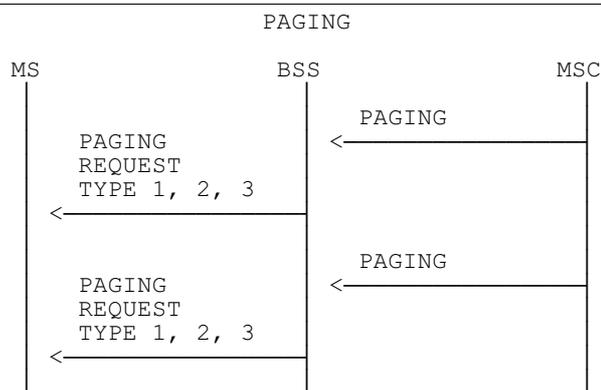 PAGING
MS BSS MSC
PAGING
PAGING
REQUEST
TYPE 1, 2, 3
PAGING
PAGING
REQUEST
TYPE 1, 2, 3